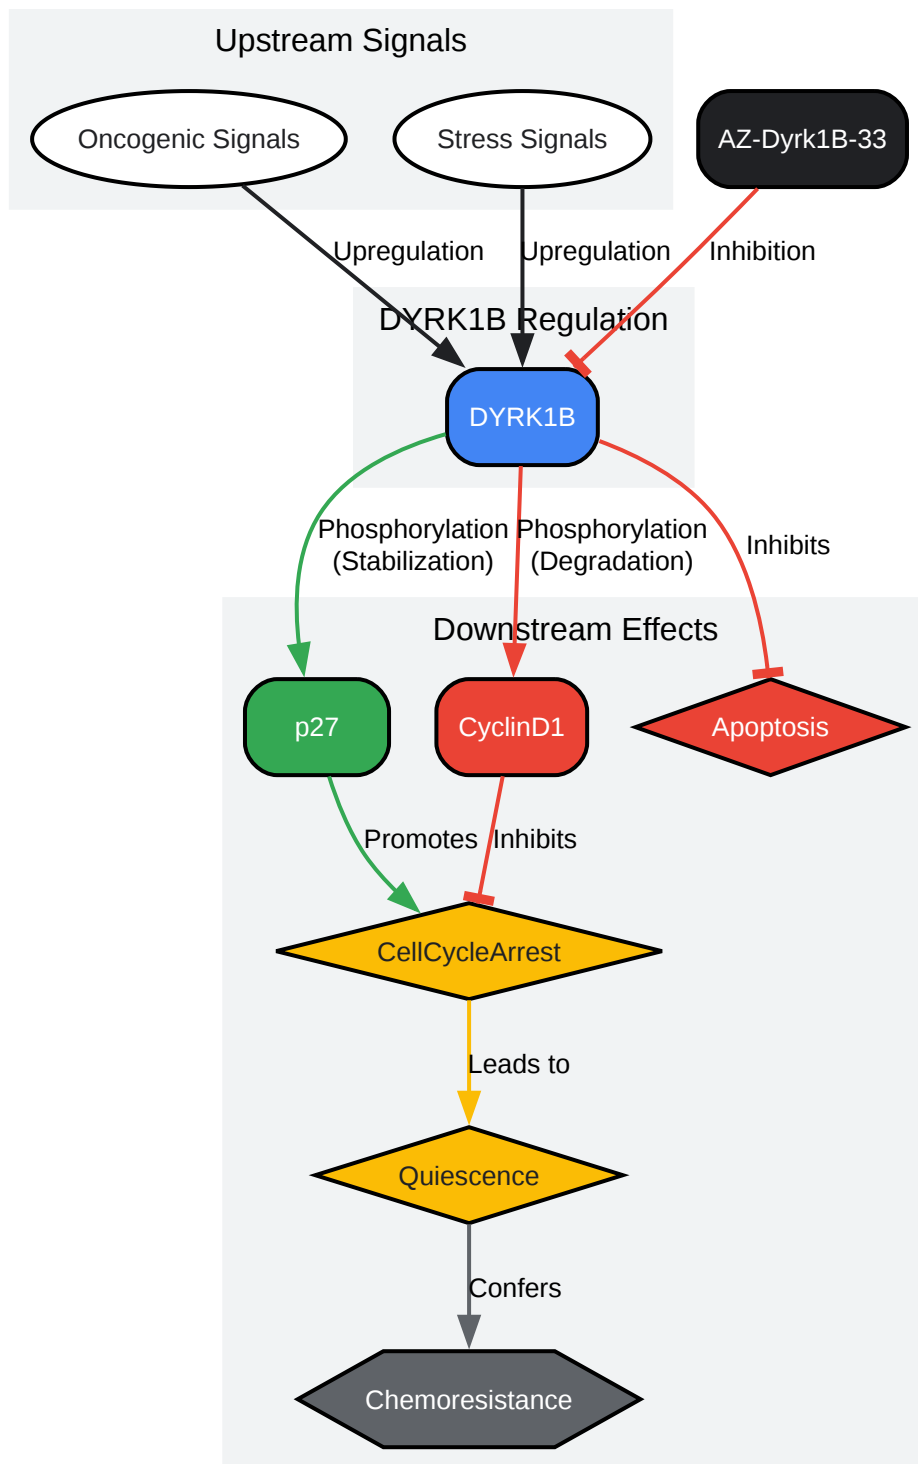 Upstream Signals
Oncogenic Signals
Stress Signals
AZ-Dyrk1B-33
Upregulation
Upregulation
Inhibition
DYRK1B Regulation
DYRK1B
Phosphorylation
(Stabilization)
Phosphorylation
(Degradation)
Inhibits
Downstream Effects
p27
CyclinD1
Apoptosis
Promotes
Inhibits
CellCycleArrest
Leads to
Quiescence
Confers
Chemoresistance